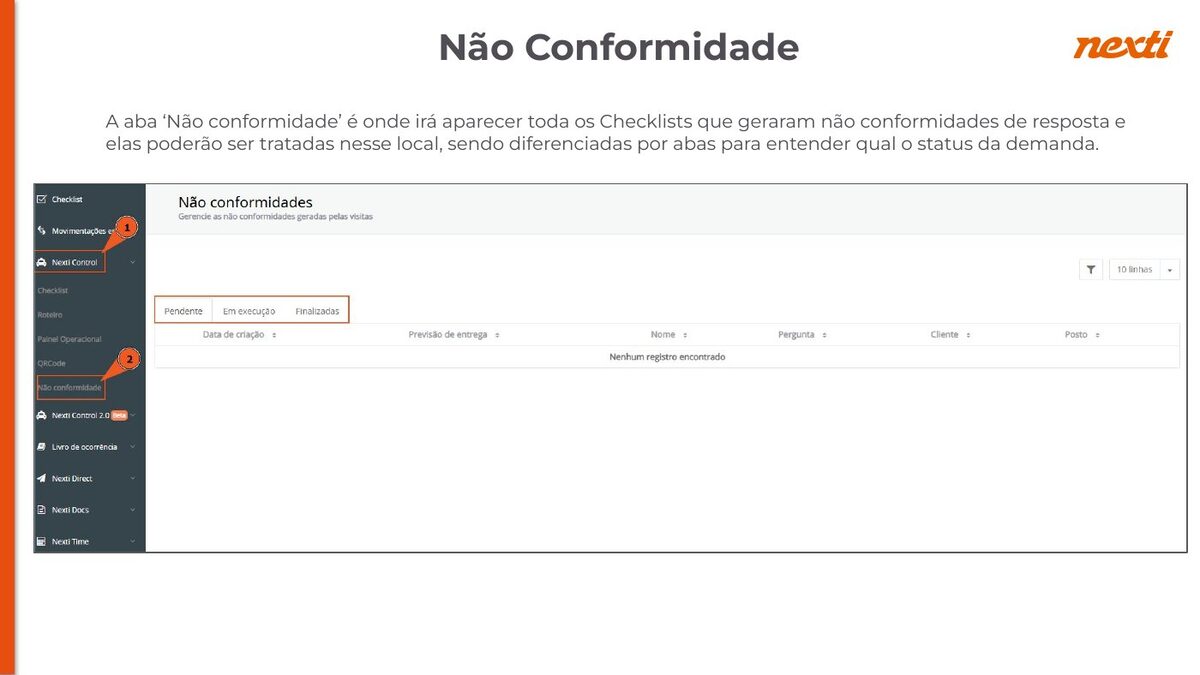 Não Conformidade
nexti
A aba ‘Não conformidade’ é onde irá aparecer toda os Checklists que geraram não conformidades de resposta e
elas poderão ser tratadas nesse local, sendo diferenciadas por abas para entender qual o status da demanda.
Checklist
Movimentações
1
Nexti Control
Checklist
Roteiro
Painel Operacional
QRCode
2
Não conformidade
Nexti Control 2.0 Beta
Livro de ocorrência
Nexti Direct
Nexti Docs
Nexti Time
Não conformidades
Gerencie as não conformidades geradas pelas visitas
10 linhas
Pendente Em execução Finalizadas
Data de criação Previsão de entrega Nome Pergunta Cliente Posto
Nenhum registro encontrado